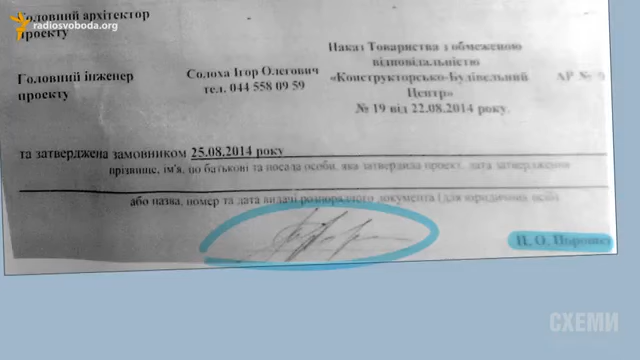 radiosvoboda.org
Головний архітектор
проекту
Головний інженер
проекту
Солоха Ігор Олегович
тел. 044 558 09 59
Наказ Товариства з обмеженою
відповідальністю
«Конструкторсько-Будівельний
Центр»
№ 19 від 22.08.2014 року.
АР №
та затверджена замовником 25.08.2014 року
прізвище, ім'я, по батькові та посада особи, яка затвердила проект, дата затвердження
або назва, номер та дата видачі розпорядчого документа (для юридичних осіб)
П. О.
СХЕМИ